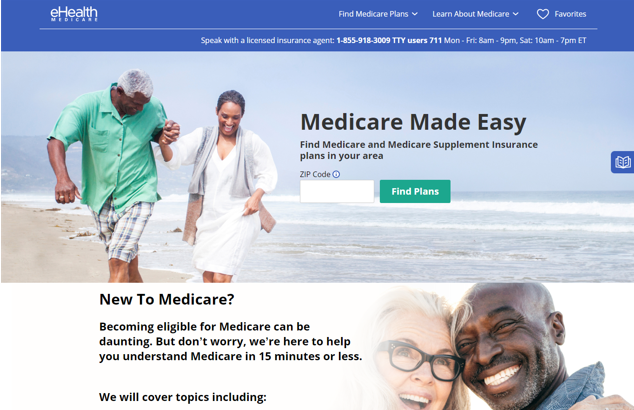 eHealth
MEDICARE
Find Medicare Plans
Learn About Medicare
Favorites
Speak with a licensed insurance agent: 1-855-918-3009 TTY users 711 Mon - Fri: 8am - 9pm, Sat: 10am - 7pm ET
Medicare Made Easy
Find Medicare and Medicare Supplement Insurance
plans in your area
ZIP Code
Find Plans
New To Medicare?
Becoming eligible for Medicare can be
daunting. But don't worry, we're here to help
you understand Medicare in 15 minutes or less.
We will cover topics including: